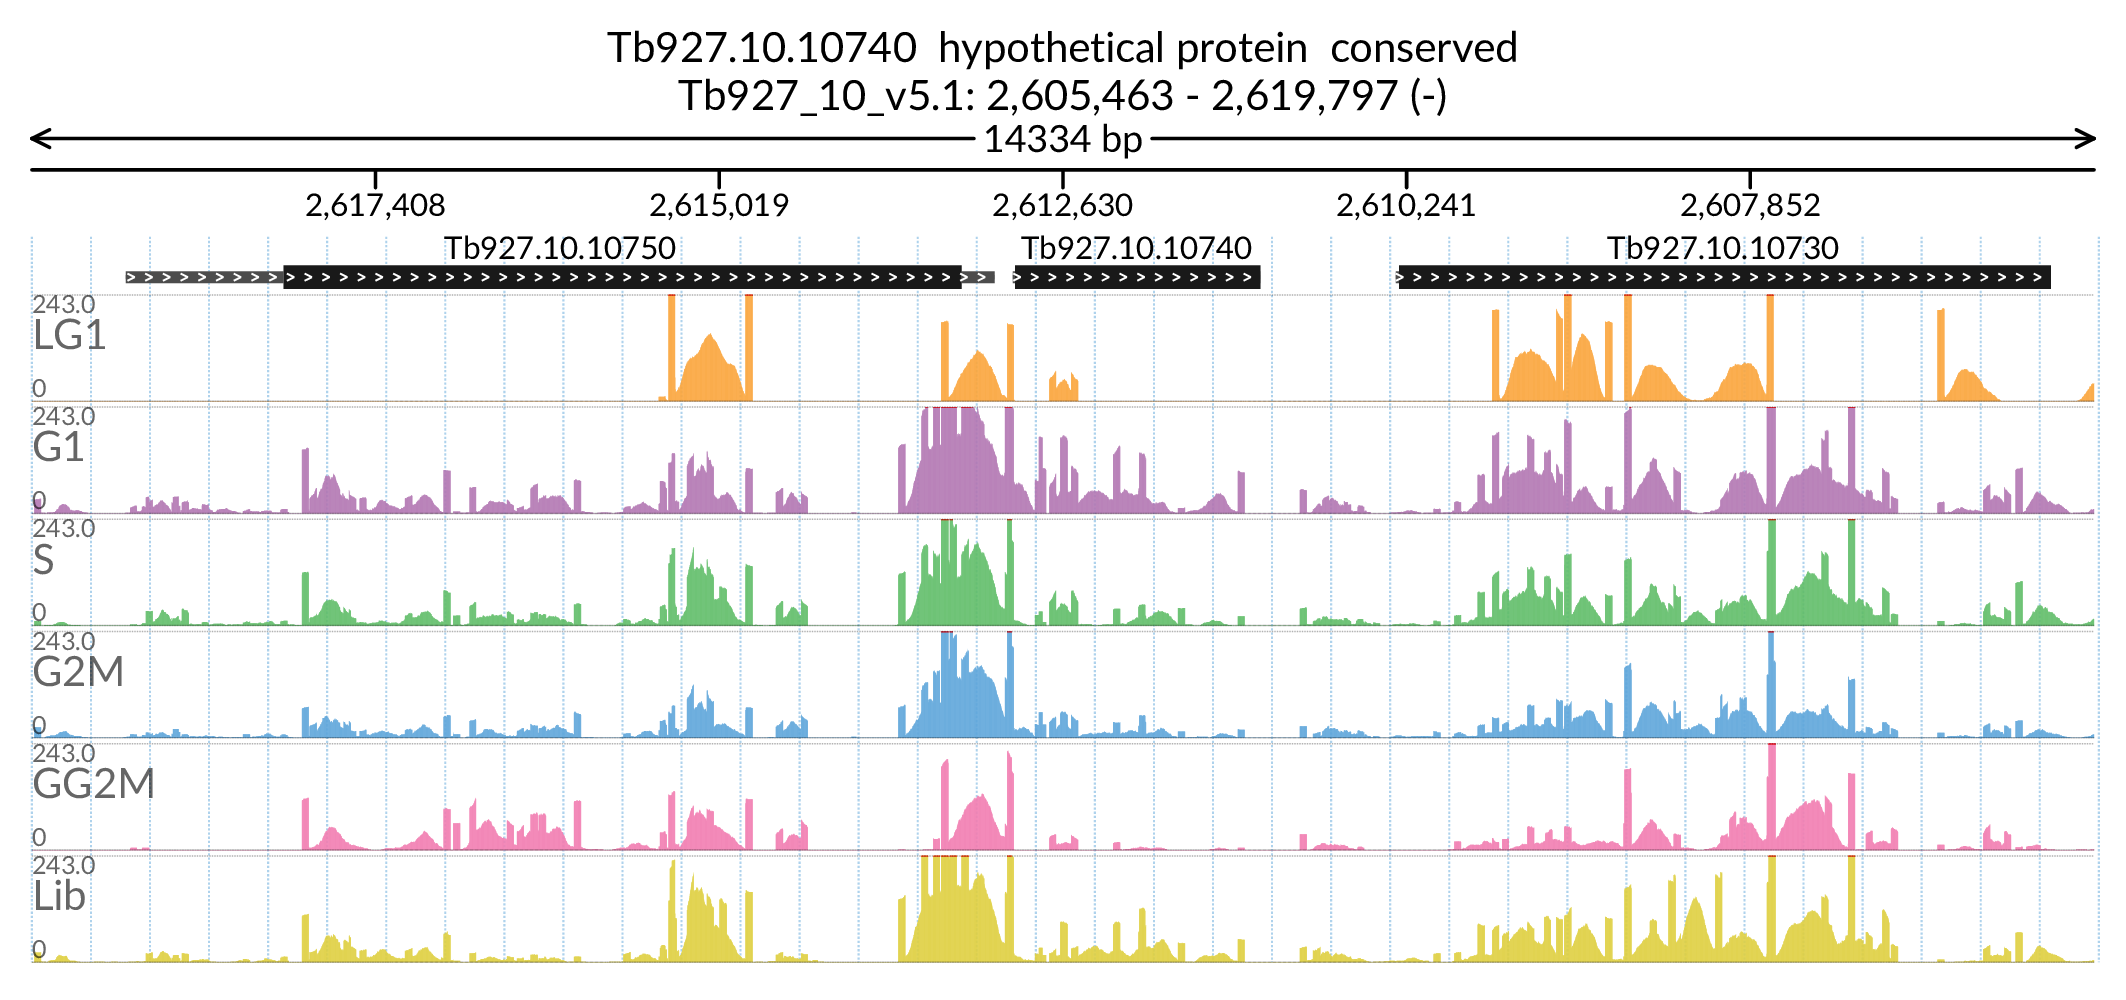 Tb927.10.10740  hypothetical protein  conserved
Tb927_10_v5.1: 2,605,463 - 2,619,797 (-)
14334 bp
2,617,408 2,615,019 2,612,630 2,610,241 2,607,852
Tb927.10.10750 Tb927.10.10740 Tb927.10.10730
243.0
LG1
0
243.0
G1
0
243.0
S
0
243.0
G2M
0
243.0
GG2M
0
243.0
Lib
0